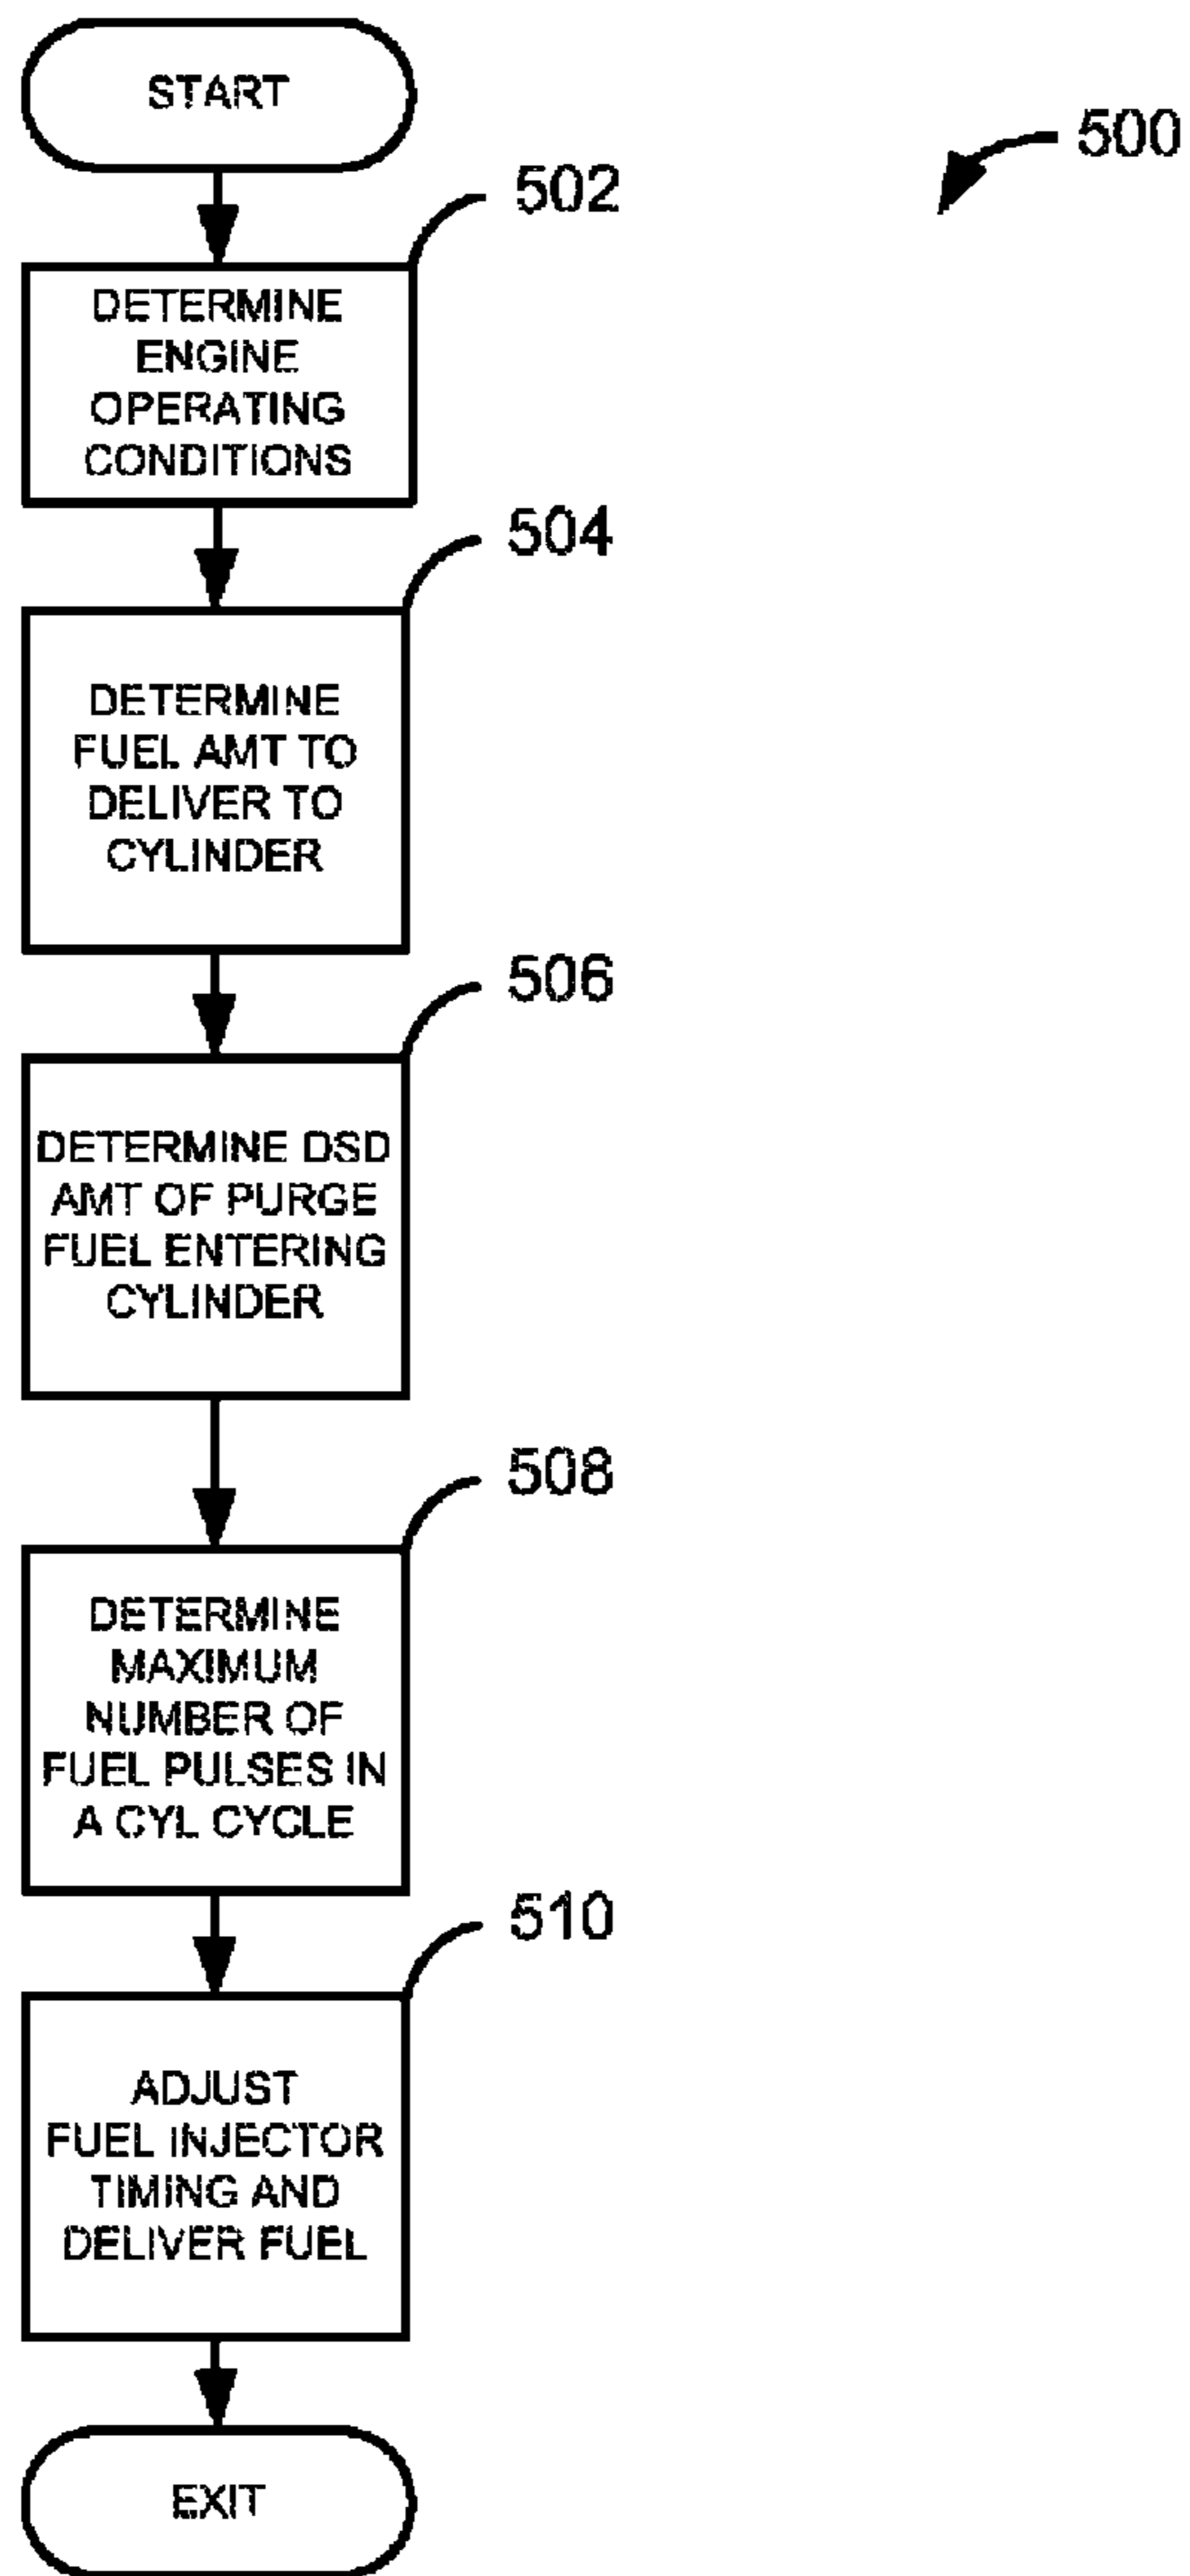 START
500
502
DETERMINE
ENGINE
OPERATING
CONDITIONS
504
DETERMINE
FUEL AMT TO
DELIVER TO
CYLINDER
506
DETERMINE DSD
AMT OF PURGE
FUEL ENTERING
CYLINDER
508
DETERMINE
MAXIMUM
NUMBER OF
FUEL PULSES IN
A CYL CYCLE
510
ADJUST
FUEL INJECTOR
TIMING AND
DELIVER FUEL
EXIT